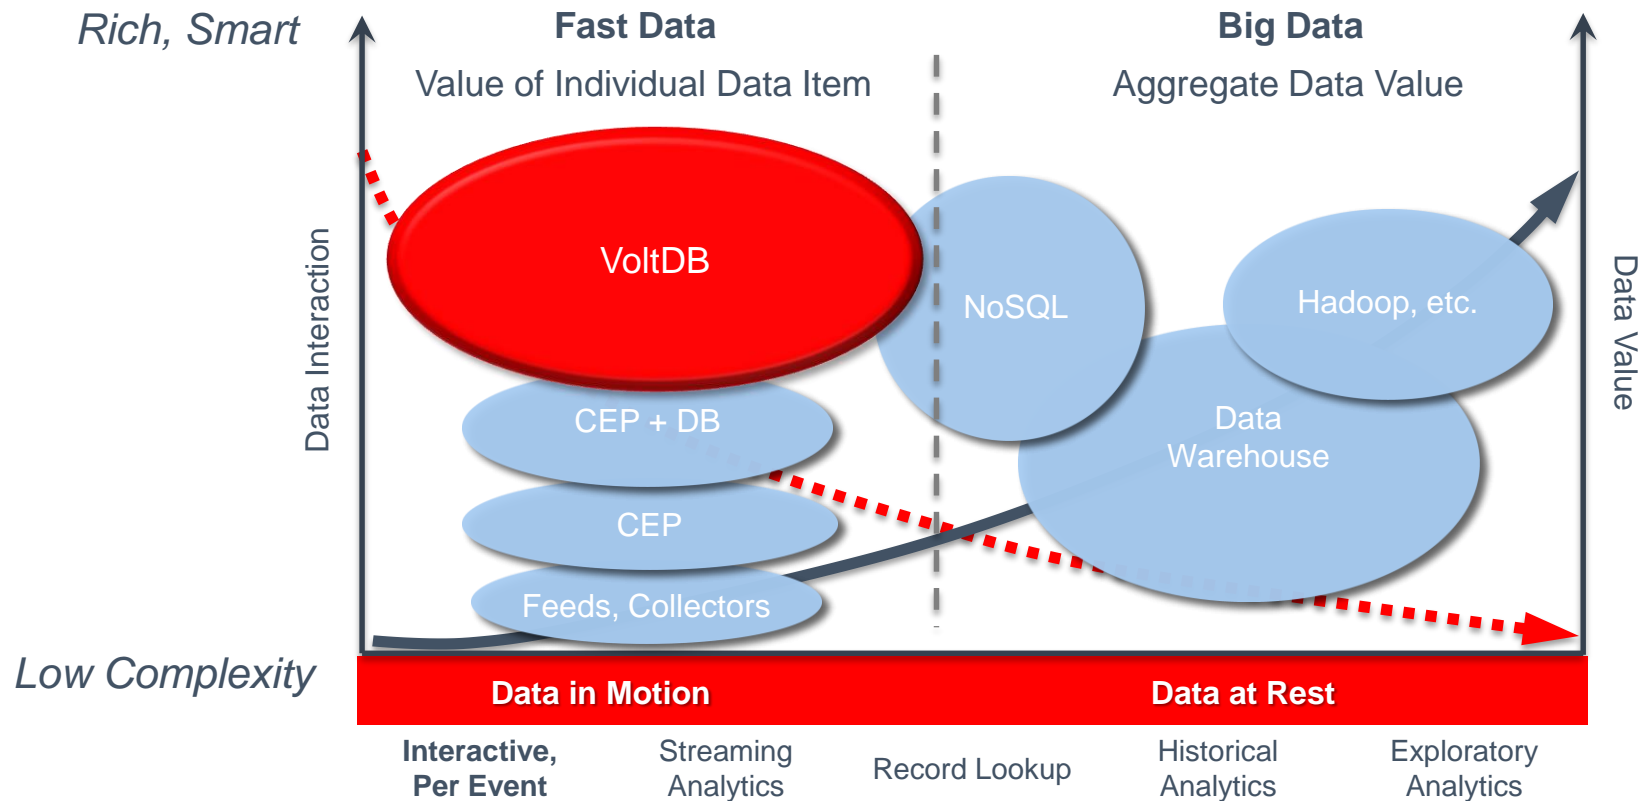 Rich, Smart
Fast Data
Big Data
Value of Individual Data Item
Aggregate Data Value
Data Interaction
VoltDB
NoSQL
Hadoop, etc.
Data Value
CEP + DB
Data
Warehouse
CEP
Feeds, Collectors
Low Complexity
Data in Motion
Data at Rest
Interactive,
Per Event
Streaming
Analytics
Record Lookup
Historical
Analytics
Exploratory
Analytics